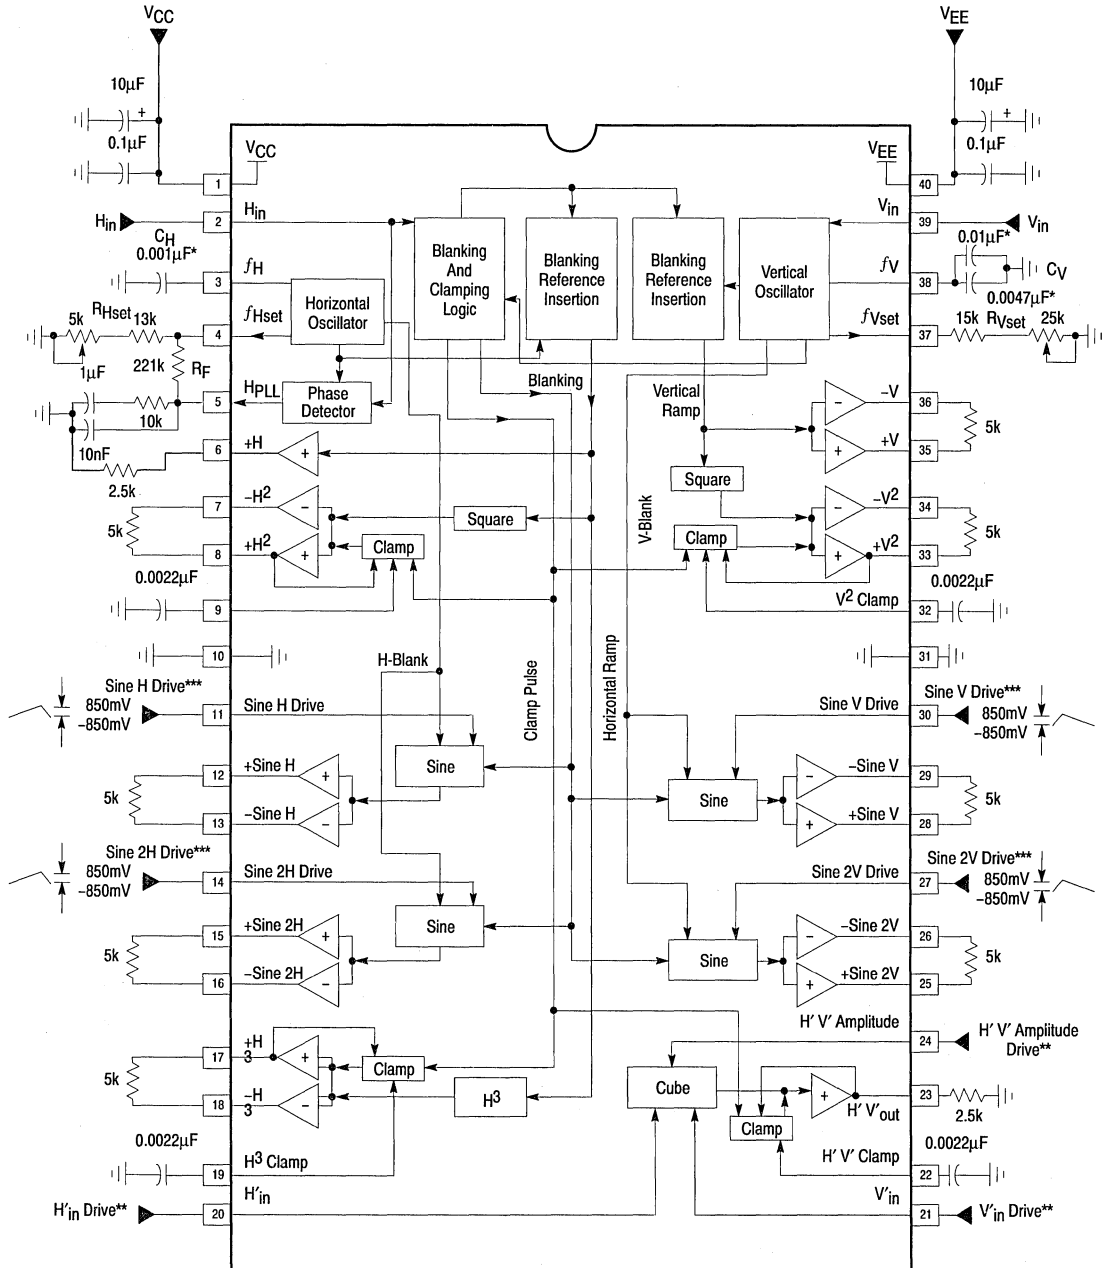 VCC
VEE
10µF
+
0.1µF
10µF
+
0.1µF
VCC
VEE
1
40
Hin
2
Hin
Vin
39
Vin
CH
0.001µF*
3
fH
fV
38
0.01µF*
CV
0.0047µF*
Blanking
And
Clamping
Logic
Blanking
Reference
Insertion
Blanking
Reference
Insertion
Vertical
Oscillator
Horizontal
Oscillator
RHset
5k
13k
4
fHset
fVset
37
15k
RVset
25k
1µF
221k
RF
5
HPLL
Phase
Detector
Blanking
Vertical
Ramp
−V
36
10k
10nF
6
+H
+
−
+
+V
35
5k
2.5k
Square
7
−H2
−
Square
−
−V2
34
5k
V-Blank
5k
8
+H2
+
Clamp
Clamp
+
+V2
33
0.0022µF
9
V2 Clamp
32
0.0022µF
10
31
H-Blank
Clamp Pulse
Horizontal Ramp
Sine H Drive***
850mV
−850mV
11
Sine H Drive
Sine V Drive
30
Sine V Drive***
850mV
−850mV
Sine
12
+Sine H
+
−
−Sine V
29
5k
Sine
5k
13
−Sine H
−
+
+Sine V
28
Sine 2H Drive***
850mV
−850mV
14
Sine 2H Drive
Sine 2V Drive
27
Sine 2V Drive***
850mV
−850mV
Sine
15
+Sine 2H
+
−
−Sine 2V
26
5k
Sine
5k
16
−Sine 2H
−
+
+Sine 2V
25
H′ V′ Amplitude
24
H′ V′ Amplitude
Drive**
17
+H
3
+
Clamp
5k
18
−H
3
−
H3
Cube
+
H′ V′out
23
2.5k
Clamp
0.0022µF
19
H3 Clamp
H′ V′ Clamp
22
0.0022µF
H′in Drive**
20
H′in
V′in
21
V′in Drive**